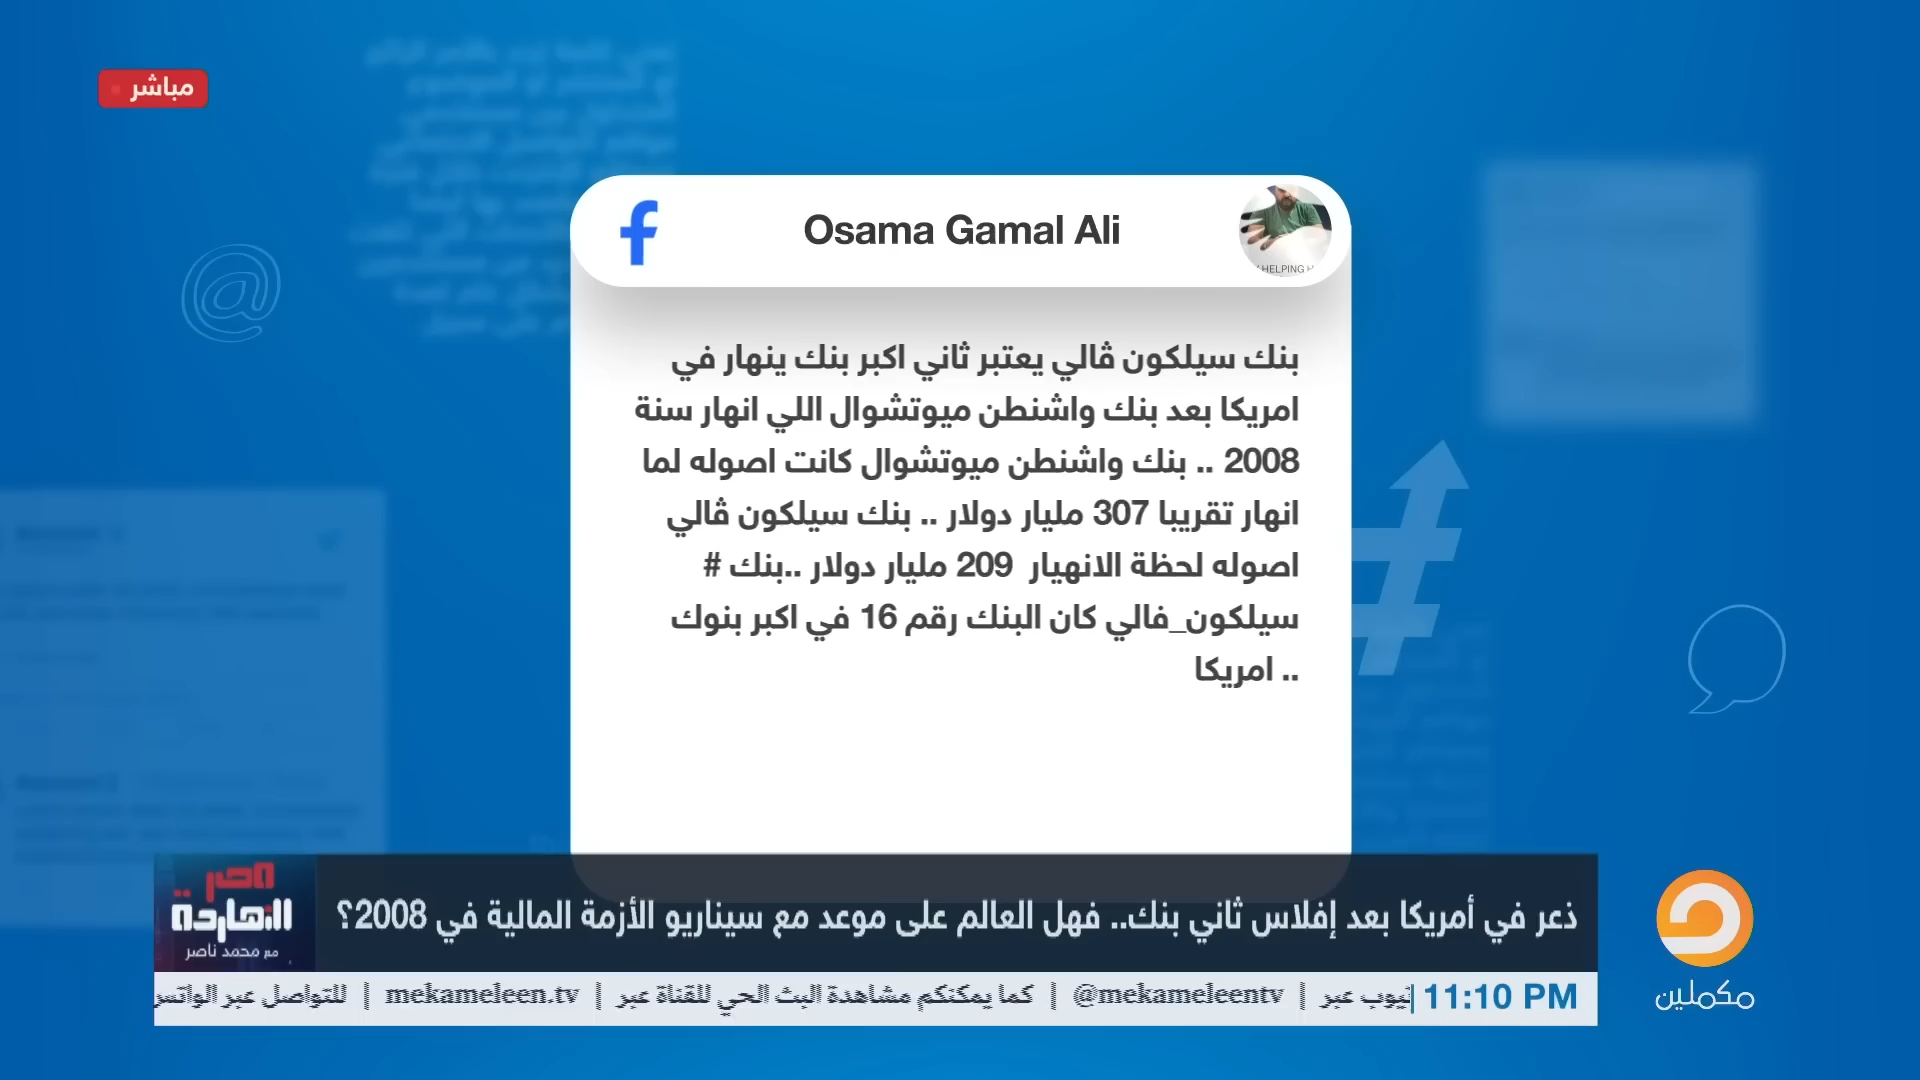 مباشر
Osama Gamal Ali
HELPING
بنك سيلكون ڤالي يعتبر ثاني اكبر بنك ينهار في
امريكا بعد بنك واشنطن ميوتشوال اللي انهار سنة
2008 .. بنك واشنطن ميوتشوال كانت اصوله لما
انهار تقريبا 307 مليار دولار .. بنك سيلكون ڤالي
اصوله لحظة الانهيار 209 مليار دولار ..بنك #
سيلكون_فالي كان البنك رقم 16 في اكبر بنوك
.. امريكا
مصر
النهاردة
مع محمد ناصر
ذعر في أمريكا بعد إفلاس ثاني بنك.. فهل العالم على موعد مع سيناريو الأزمة المالية في 2008؟
11:10 PM
عبر | @mekameleentv | كما يمكنكم مشاهدة البث الحي للقناة عبر | mekameleen.tv | للتواصل عبر
مكملين